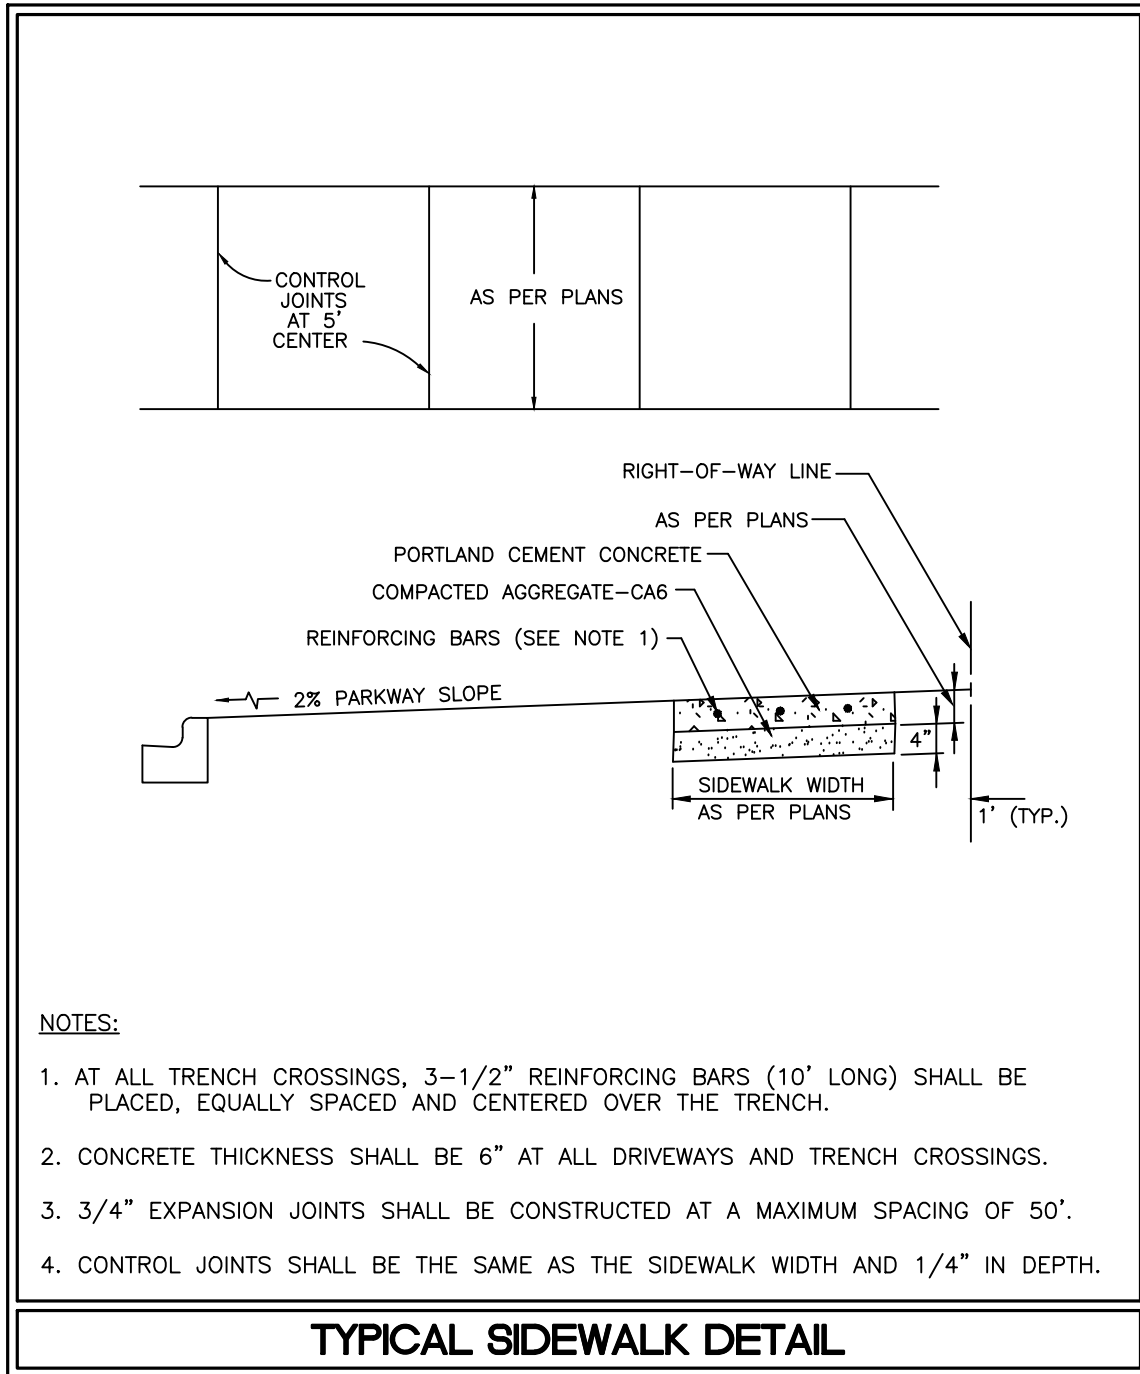 CONTROL
JOINTS
AT 5'
CENTER
AS PER PLANS
RIGHT-OF-WAY LINE
AS PER PLANS
PORTLAND CEMENT CONCRETE
COMPACTED AGGREGATE-CA6
REINFORCING BARS (SEE NOTE 1)
2% PARKWAY SLOPE
4"
SIDEWALK WIDTH
AS PER PLANS
1' (TYP.)
NOTES:
1. AT ALL TRENCH CROSSINGS, 3-1/2" REINFORCING BARS (10' LONG) SHALL BE
PLACED, EQUALLY SPACED AND CENTERED OVER THE TRENCH.
2. CONCRETE THICKNESS SHALL BE 6" AT ALL DRIVEWAYS AND TRENCH CROSSINGS.
3. 3/4" EXPANSION JOINTS SHALL BE CONSTRUCTED AT A MAXIMUM SPACING OF 50'.
4. CONTROL JOINTS SHALL BE THE SAME AS THE SIDEWALK WIDTH AND 1/4" IN DEPTH.
TYPICAL SIDEWALK DETAIL